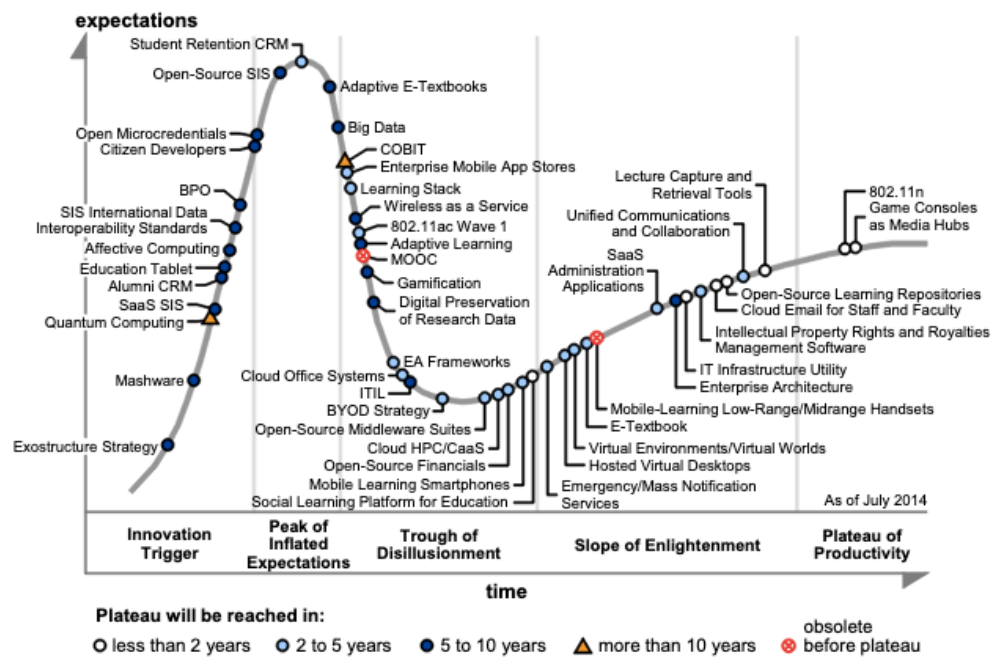 expectations
Student Retention CRM
Open-Source SIS
Adaptive E-Textbooks
Big Data
Open Microcredentials
Citizen Developers
COBIT
Enterprise Mobile App Stores
Learning Stack
BPO
Wireless as a Service
SIS International Data
Interoperability Standards
802.11ac Wave 1
Adaptive Learning
Affective Computing
MOOC
Education Tablet
Alumni CRM
Gamification
SaaS SIS
Digital Preservation
of Research Data
Quantum Computing
EA Frameworks
Cloud Office Systems
Mashware
ITIL
BYOD Strategy
Open-Source Middleware Suites
Exostructure Strategy
Cloud HPC/CaaS
Open-Source Financials
Mobile Learning Smartphones
Social Learning Platform for Education
Lecture Capture and
Retrieval Tools
Unified Communications
and Collaboration
SaaS
Administration
Applications
802.11n
Game Consoles
as Media Hubs
Open-Source Learning Repositories
Cloud Email for Staff and Faculty
Intellectual Property Rights and Royalties
Management Software
IT Infrastructure Utility
Enterprise Architecture
Mobile-Learning Low-Range/Midrange Handsets
E-Textbook
Virtual Environments/Virtual Worlds
Hosted Virtual Desktops
Emergency/Mass Notification
Services
As of July 2014
Innovation
Trigger
Peak of
Inflated
Expectations
Trough of
Disillusionment
Slope of Enlightenment
Plateau of
Productivity
time
Plateau will be reached in:
less than 2 years
2 to 5 years
5 to 10 years
more than 10 years
obsolete
before plateau